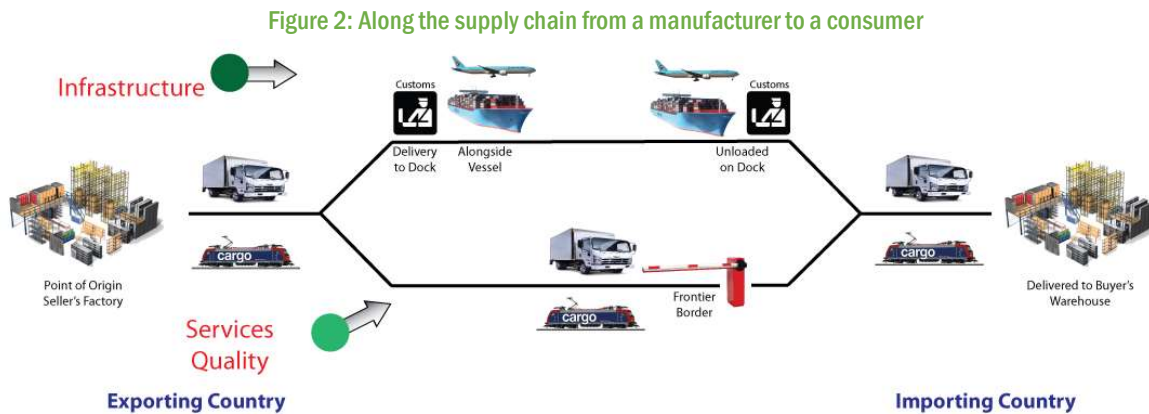 Figure 2: Along the supply chain from a manufacturer to a consumer
Infrastructure
Customs
Customs
Delivery
to Dock
Alongside
Vessel
Unloaded
on Dock
cargo
Point of Origin
Seller's Factory
cargo
Frontier
Border
cargo
Delivered to Buyer's
Warehouse
Services
Quality
Exporting Country
Importing Country